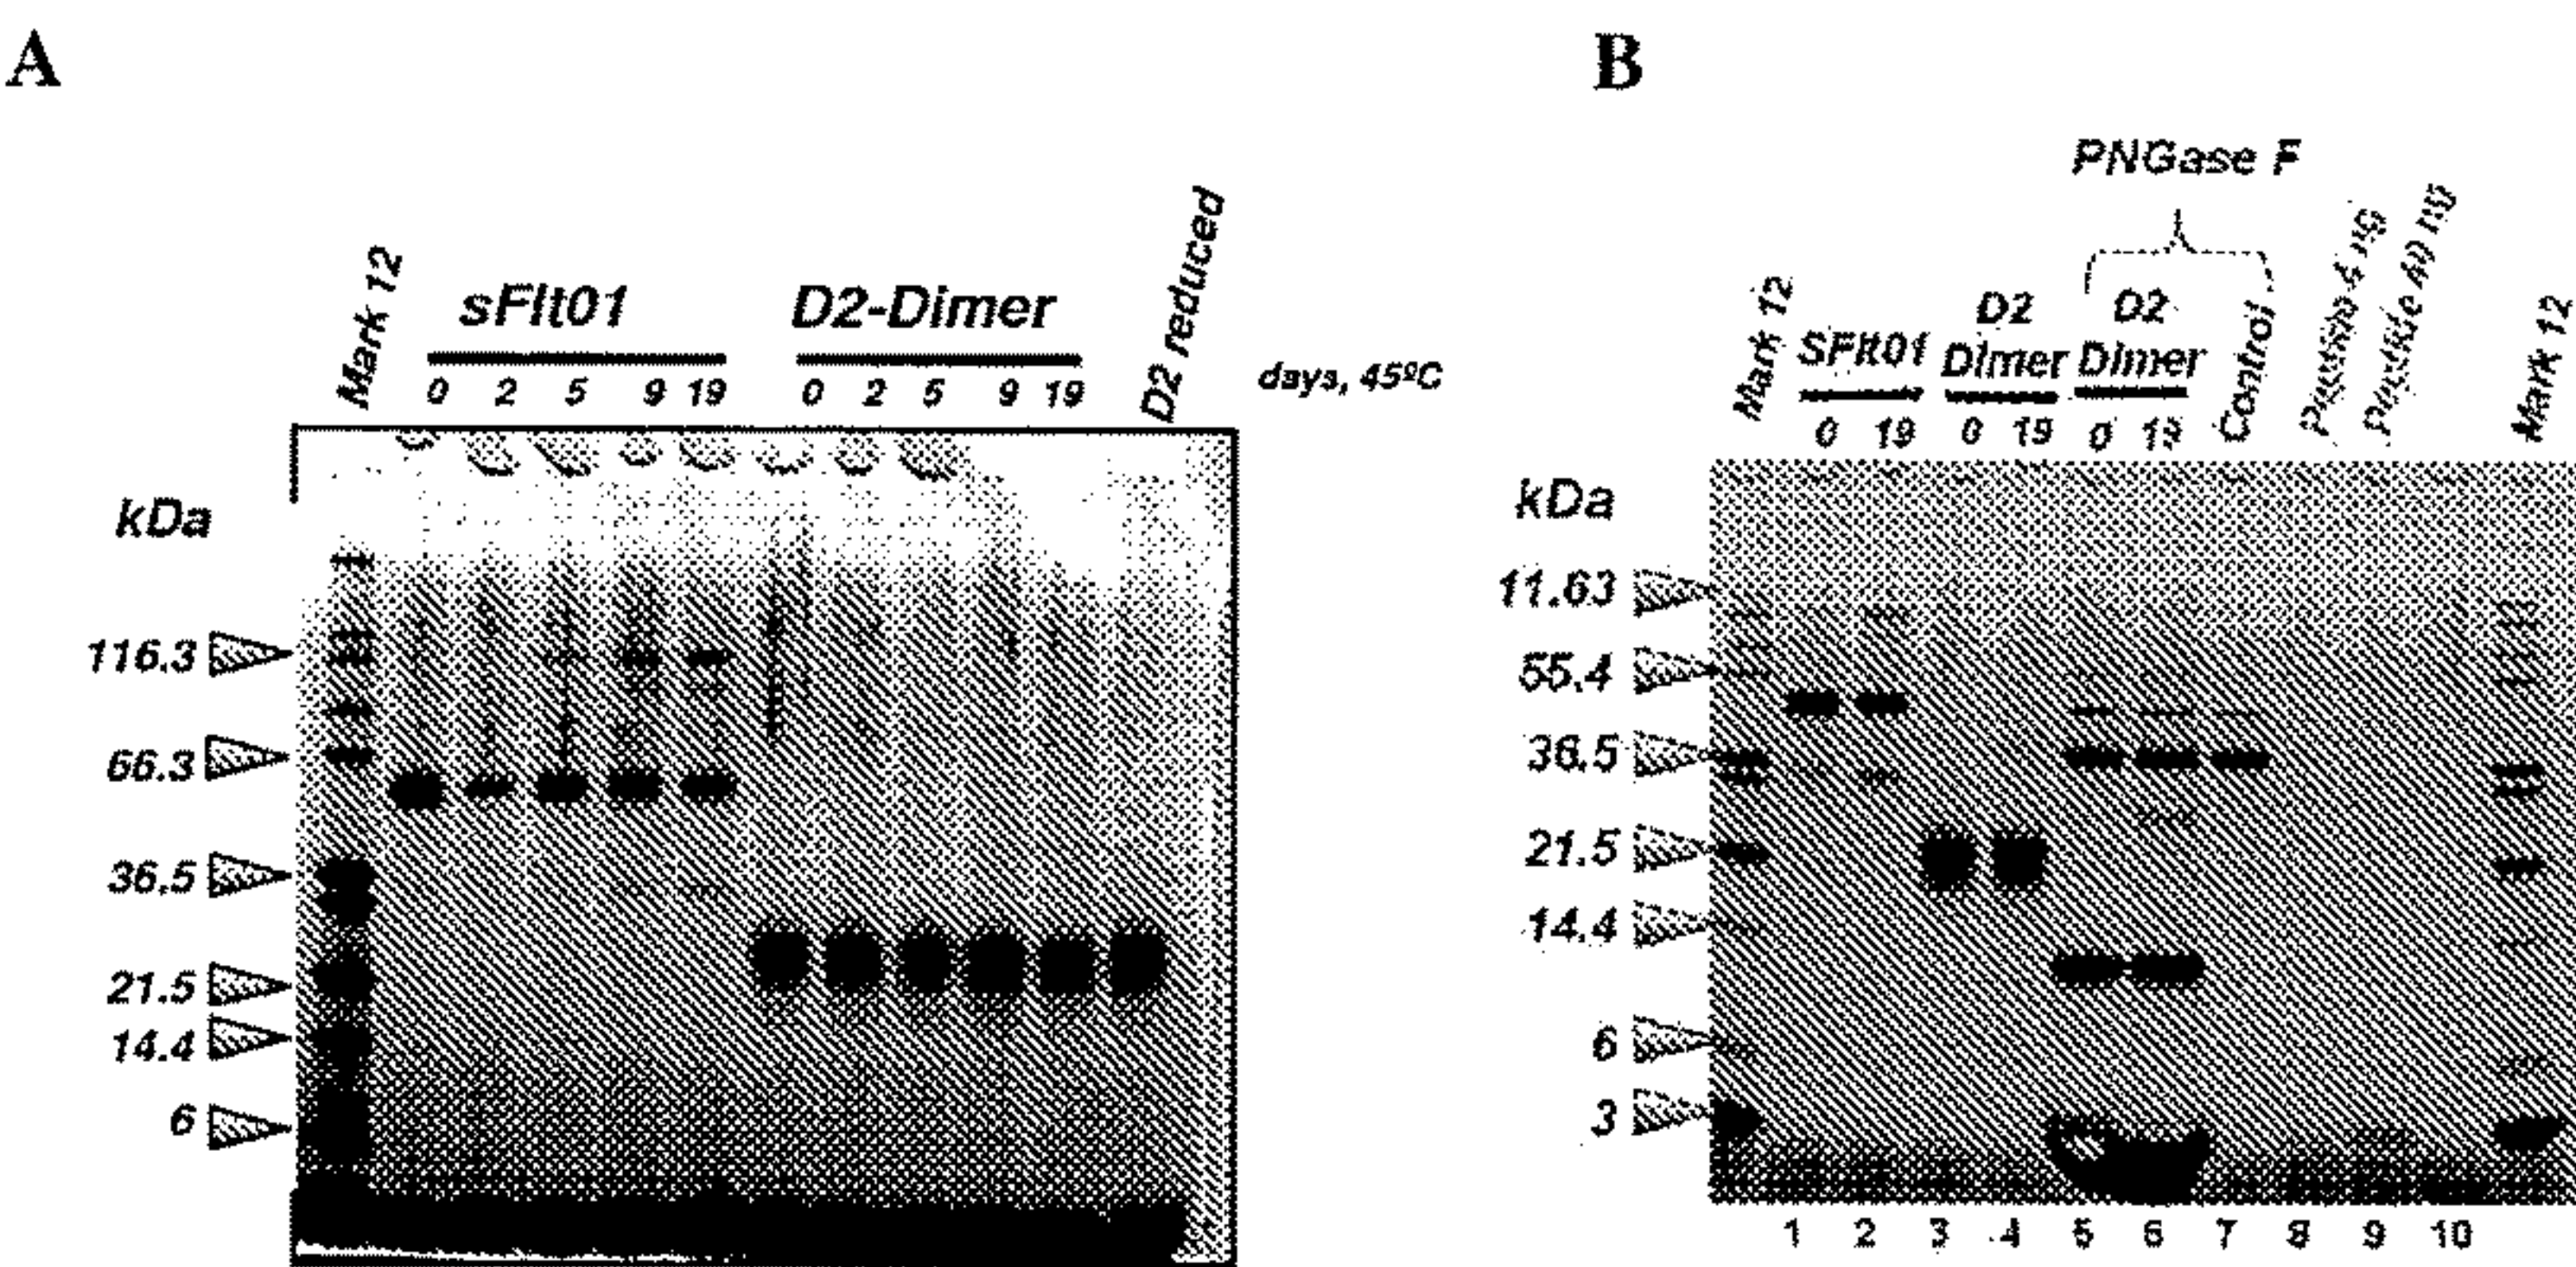 A
Mark 12
sFlt01
D2-Dimer
D2 reduced
0 2 5 9 19 0 2 5 9 19
days, 45ºC
kDa
116.3
66.3
36.5
21.5
14.4
6
B
PNGase F
Mark 12
SFlt01
D2
Dimer
D2
Dimer
Control
40 ng
Mark 12
0 19 0 19 0 19
kDa
11.63
55.4
36.5
21.5
14.4
6
3
1 2 3 4 5 6 7 8 9 10